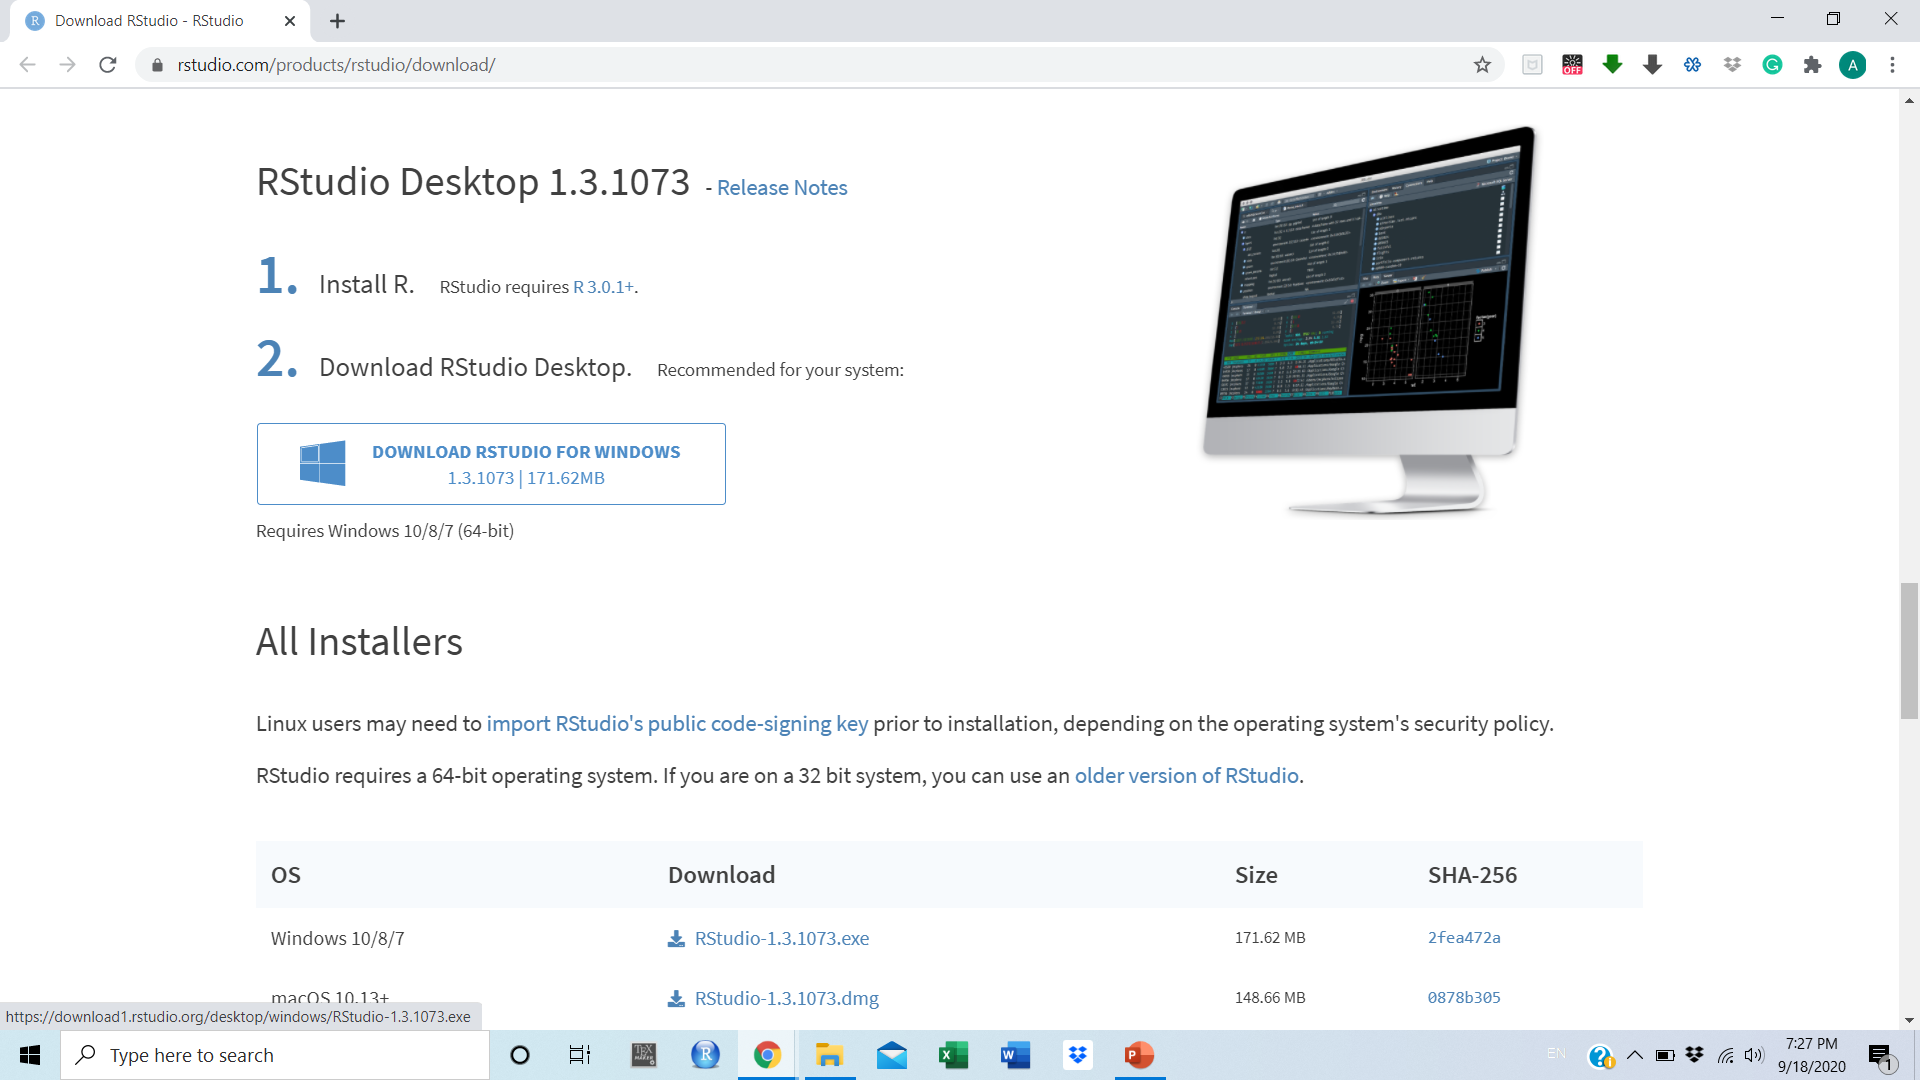 Download RStudio - RStudio
rstudio.com/products/rstudio/download/
OFF
A
RStudio Desktop 1.3.1073 - Release Notes
1. Install R. RStudio requires R 3.0.1+.
2. Download RStudio Desktop. Recommended for your system:
DOWNLOAD RSTUDIO FOR WINDOWS
1.3.1073 | 171.62MB
Requires Windows 10/8/7 (64-bit)
All Installers
Linux users may need to import RStudio's public code-signing key prior to installation, depending on the operating system's security policy.
RStudio requires a 64-bit operating system. If you are on a 32 bit system, you can use an older version of RStudio.
OS Download Size SHA-256
Windows 10/8/7 RStudio-1.3.1073.exe 171.62 MB 2fea472a
macOS 10.13+ RStudio-1.3.1073.dmg 148.66 MB 0878b305
https://download1.rstudio.org/desktop/windows/RStudio-1.3.1073.exe
Type here to search
EN
7:27 PM
9/18/2020
1